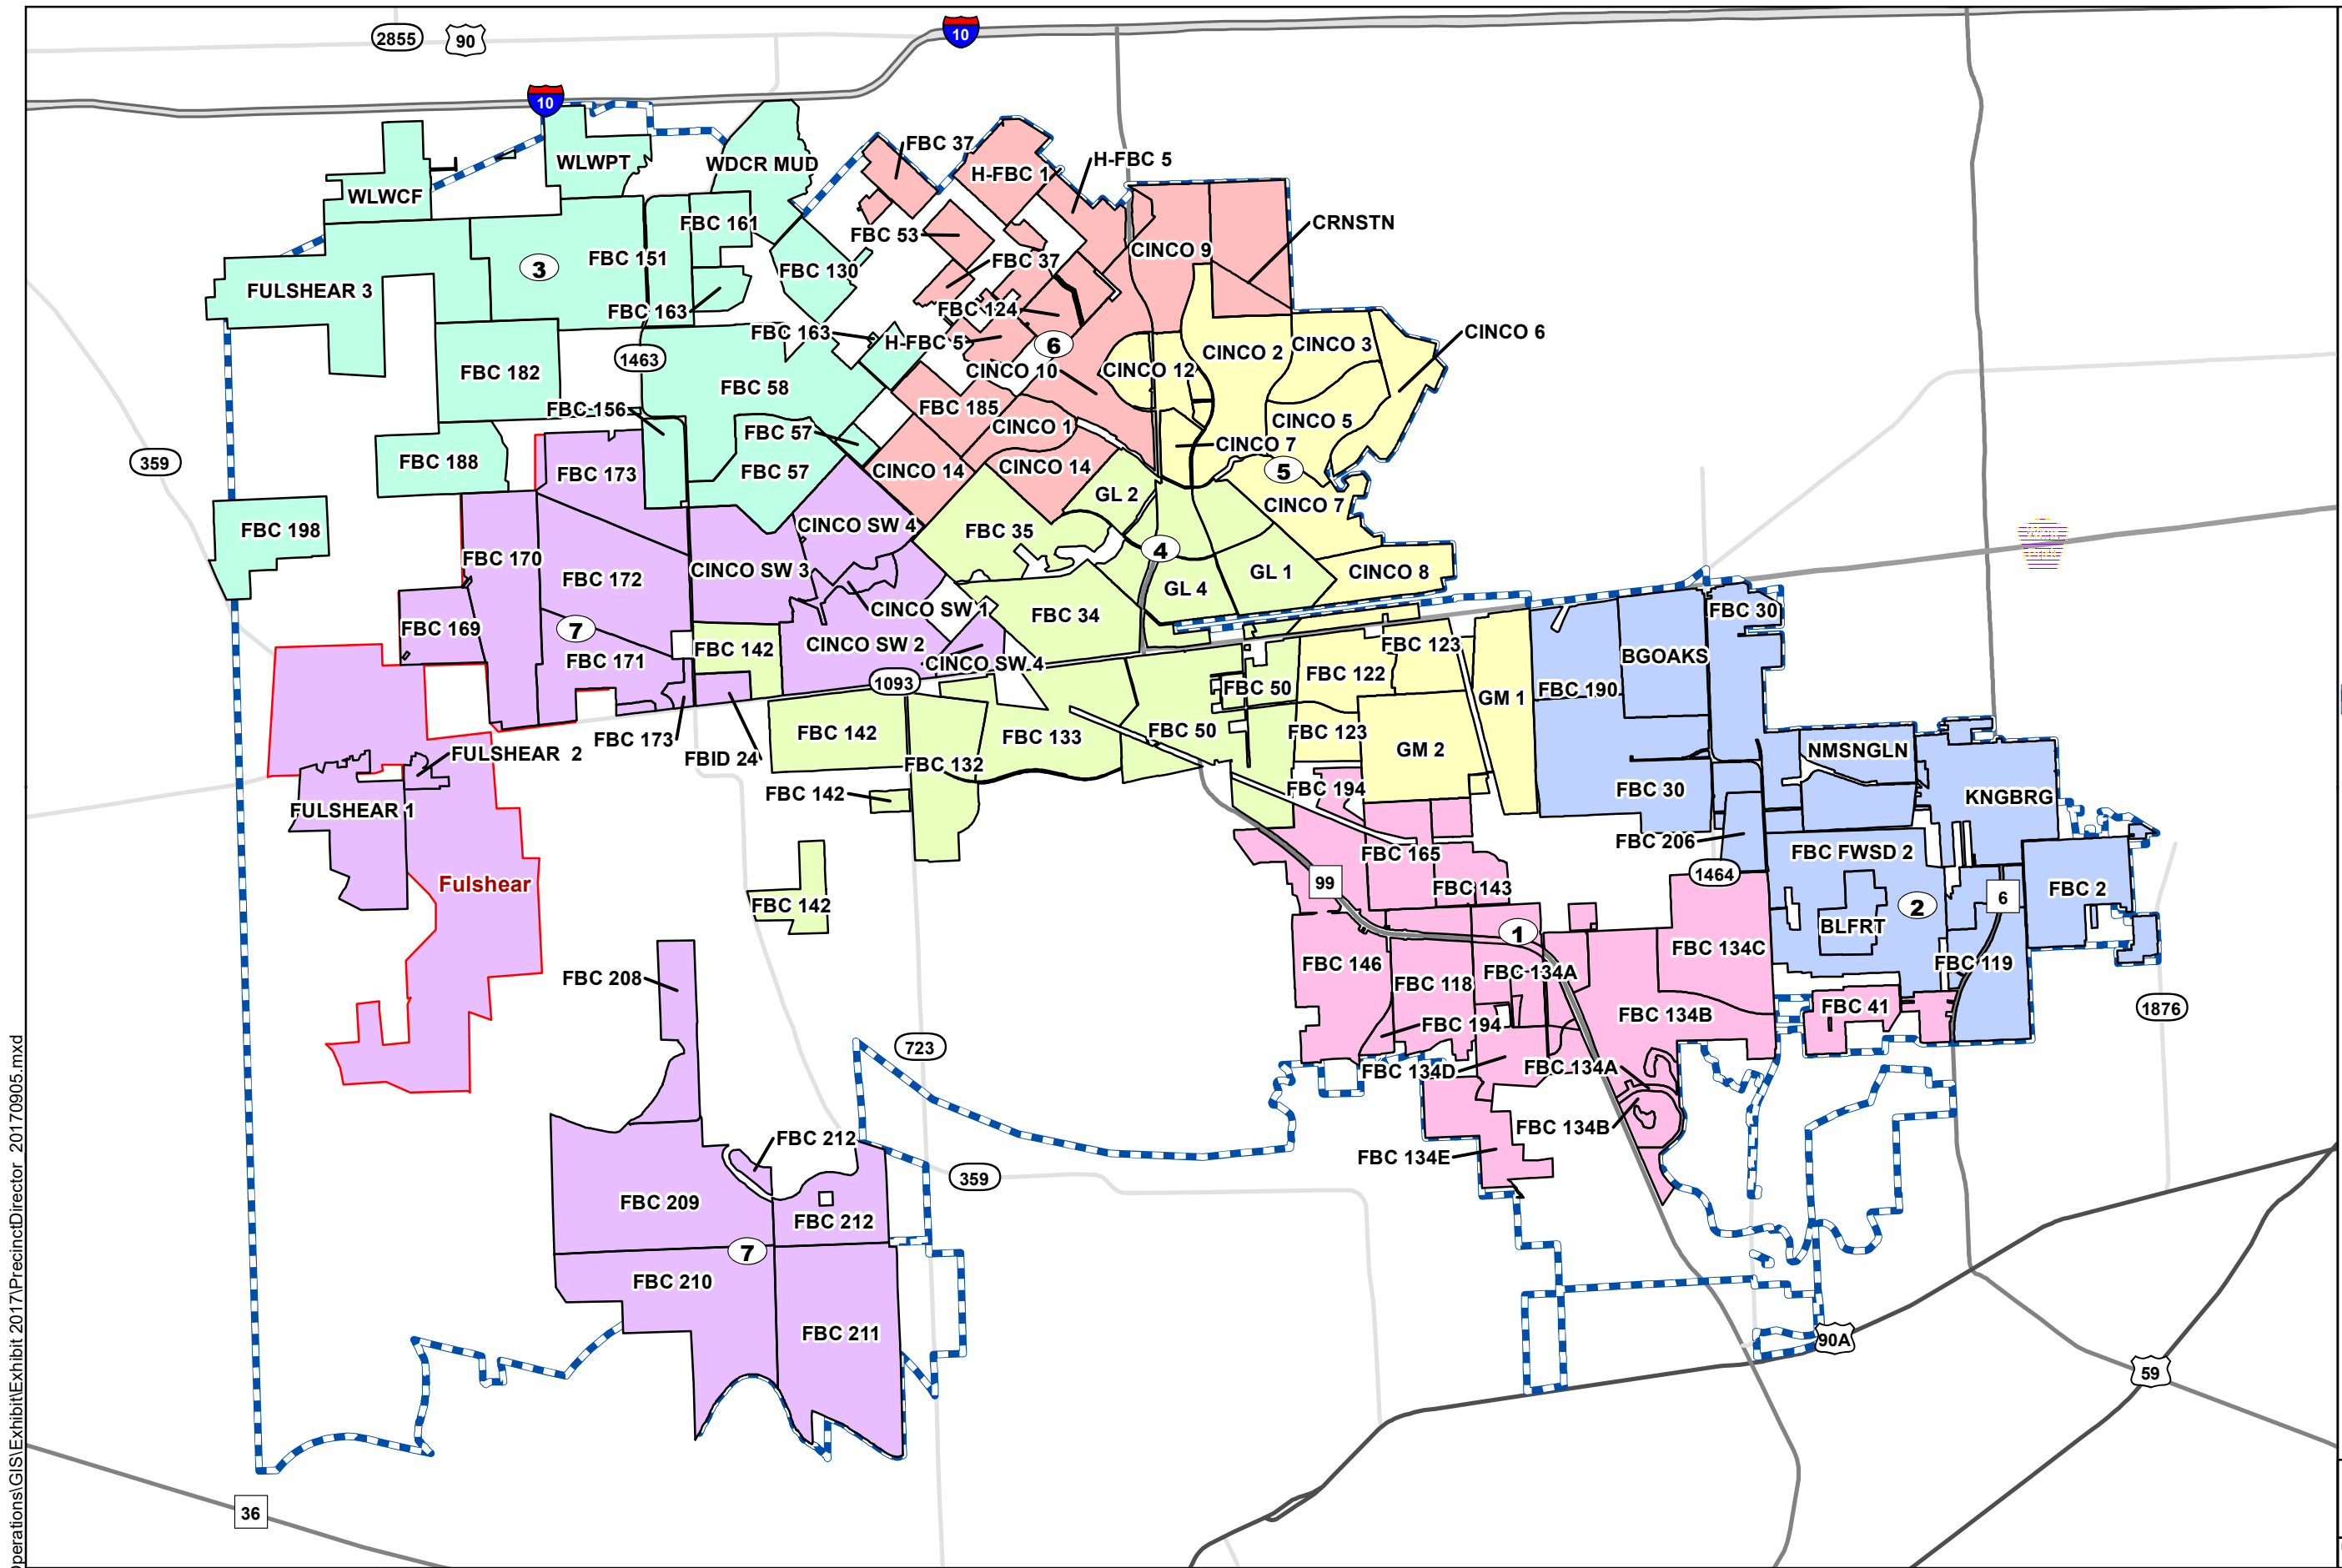 2855
90
10
10
FBC 37
H-FBC 5
WLWPT
WDCR MUD
H-FBC 1
WLWCF
CRNSTN
FBC 161
FBC 53
CINCO 9
FBC 151
3
FBC 37
FBC 130
FULSHEAR 3
FBC 163
FBC 124
FBC 163
CINCO 6
H-FBC 5
6
CINCO 2
CINCO 3
1463
CINCO 10
CINCO 12
FBC 182
FBC 58
FBC 156
FBC 185
CINCO 1
CINCO 5
FBC 57
CINCO 7
359
FBC 188
FBC 173
FBC 57
CINCO 14
CINCO 14
5
GL 2
CINCO 7
FBC 198
CINCO SW 4
FBC 35
4
FBC 170
CINCO SW 3
FBC 172
GL 1
CINCO 8
GL 4
CINCO SW 1
FBC 34
FBC 30
FBC 169
7
CINCO SW 2
FBC 123
FBC 142
BGOAKS
FBC 171
CINCO SW 4
1093
FBC 50
FBC 122
FBC 190
GM 1
FBC 142
FBC 133
FBC 50
FBC 123
FBC 173
FULSHEAR 2
FBID 24
GM 2
NMSNGLN
FBC 132
FBC 142
FBC 194
FBC 30
KNGBRG
FULSHEAR 1
FBC 206
FBC 165
FBC FWSD 2
1464
Fulshear
99
FBC 143
FBC 2
6
FBC 142
2
BLFRT
1
FBC 134C
FBC 146
FBC 134A
FBC 119
FBC 208
FBC 118
FBC 41
1876
FBC 134B
FBC 194
723
FBC 134D
FBC 134A
FBC 134B
FBC 212
FBC 134E
359
FBC 209
FBC 212
7
FBC 210
FBC 211
90A
59
36
perations\GIS\Exhibit\Exhibit 2017\PrecinctDirector_20170905.mxd